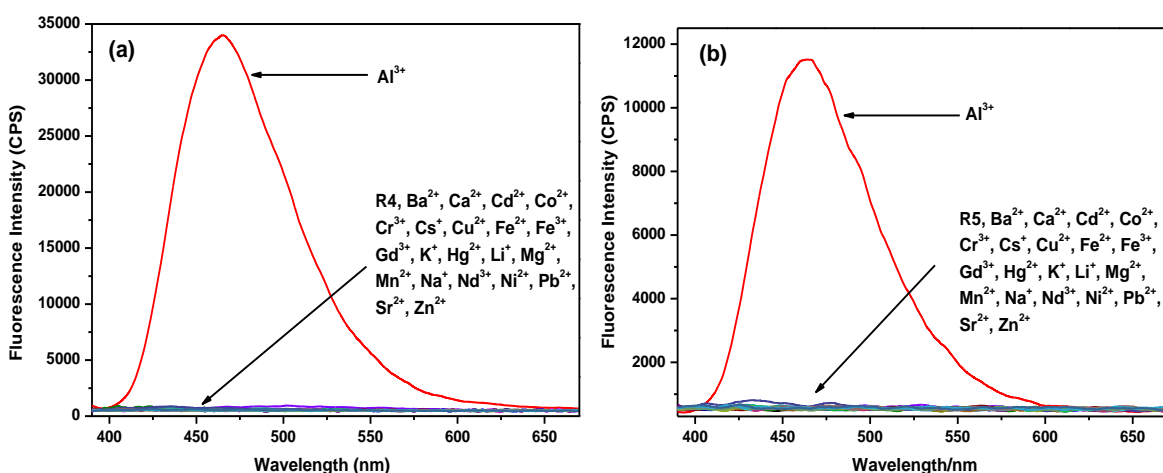 (a)
Al³⁺
R4, Ba²⁺, Ca²⁺, Cd²⁺, Co²⁺,
Cr³⁺, Cs⁺, Cu²⁺, Fe²⁺, Fe³⁺,
Gd³⁺, K⁺, Hg²⁺, Li⁺, Mg²⁺,
Mn²⁺, Na⁺, Nd³⁺, Ni²⁺, Pb²⁺,
Sr²⁺, Zn²⁺
Fluorescence Intensity (CPS)
35000
30000
25000
20000
15000
10000
5000
0
400 450 500 550 600 650
Wavelength (nm)
(b)
Al³⁺
R5, Ba²⁺, Ca²⁺, Cd²⁺, Co²⁺,
Cr³⁺, Cs⁺, Cu²⁺, Fe²⁺, Fe³⁺,
Gd³⁺, Hg²⁺, K⁺, Li⁺, Mg²⁺,
Mn²⁺, Na⁺, Nd³⁺, Ni²⁺, Pb²⁺,
Sr²⁺, Zn²⁺
Fluorescence Intensity (CPS)
12000
10000
8000
6000
4000
2000
400 450 500 550 600 650
Wavelength/nm